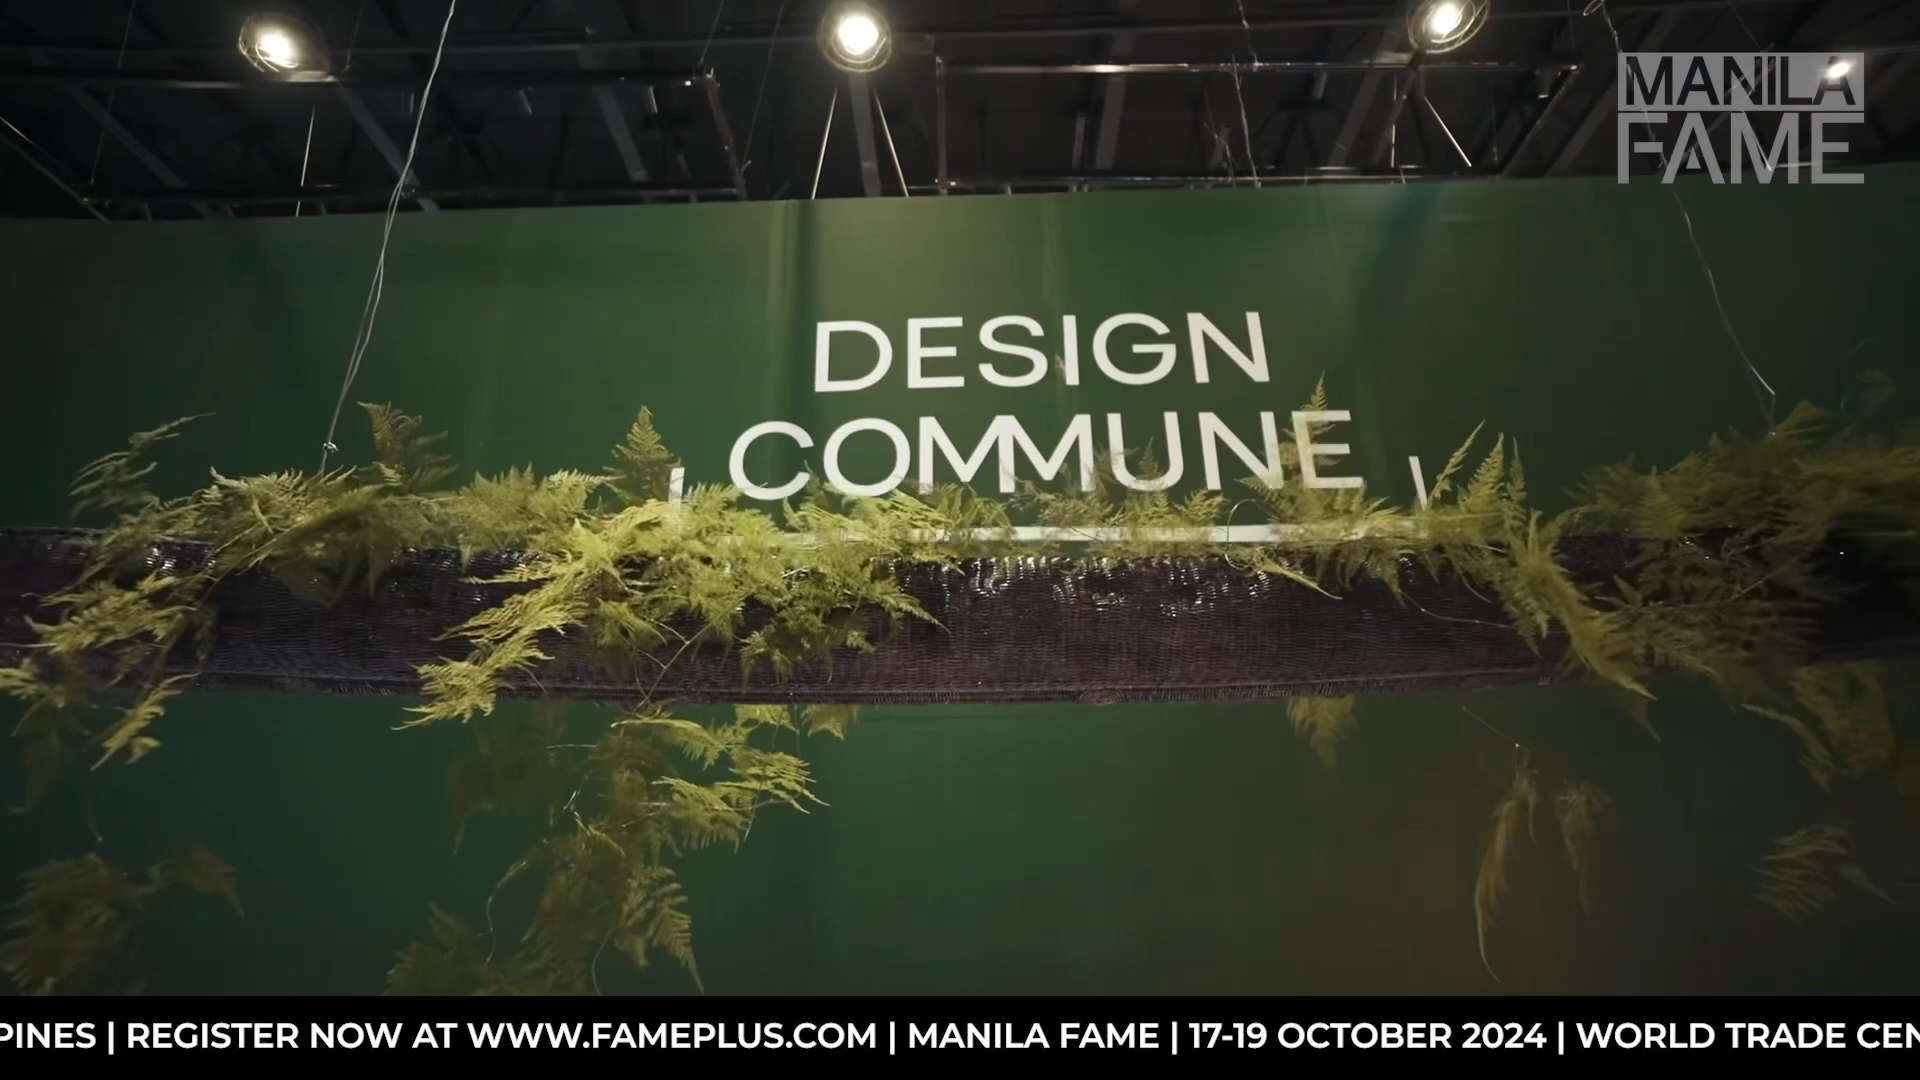 MANILA
FAME
DESIGN
COMMUNE
PINES | REGISTER NOW AT WWW.FAMEPLUS.COM | MANILA FAME | 17-19 OCTOBER 2024 | WORLD TRADE CEN